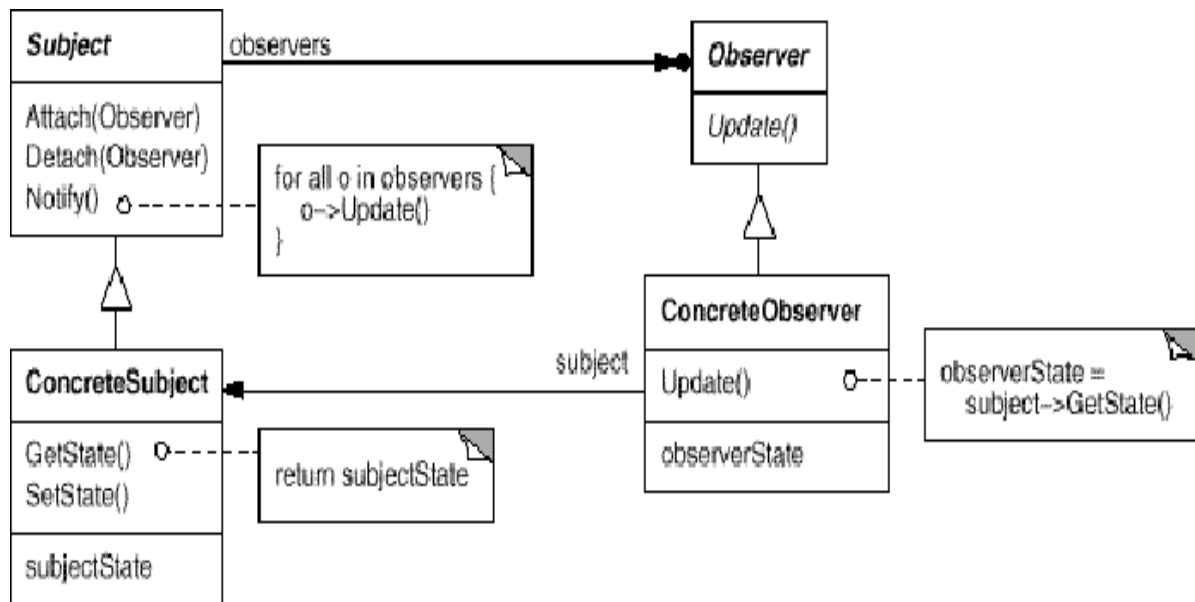 Subject
observers
Observer
Attach(Observer)
Detach(Observer)
Notify()
for all o in observers {
o->Update()
}
Update()
ConcreteObserver
subject
Update()
observerState =
subject->GetState()
observerState
ConcreteSubject
GetState()
SetState()
return subjectState
subjectState